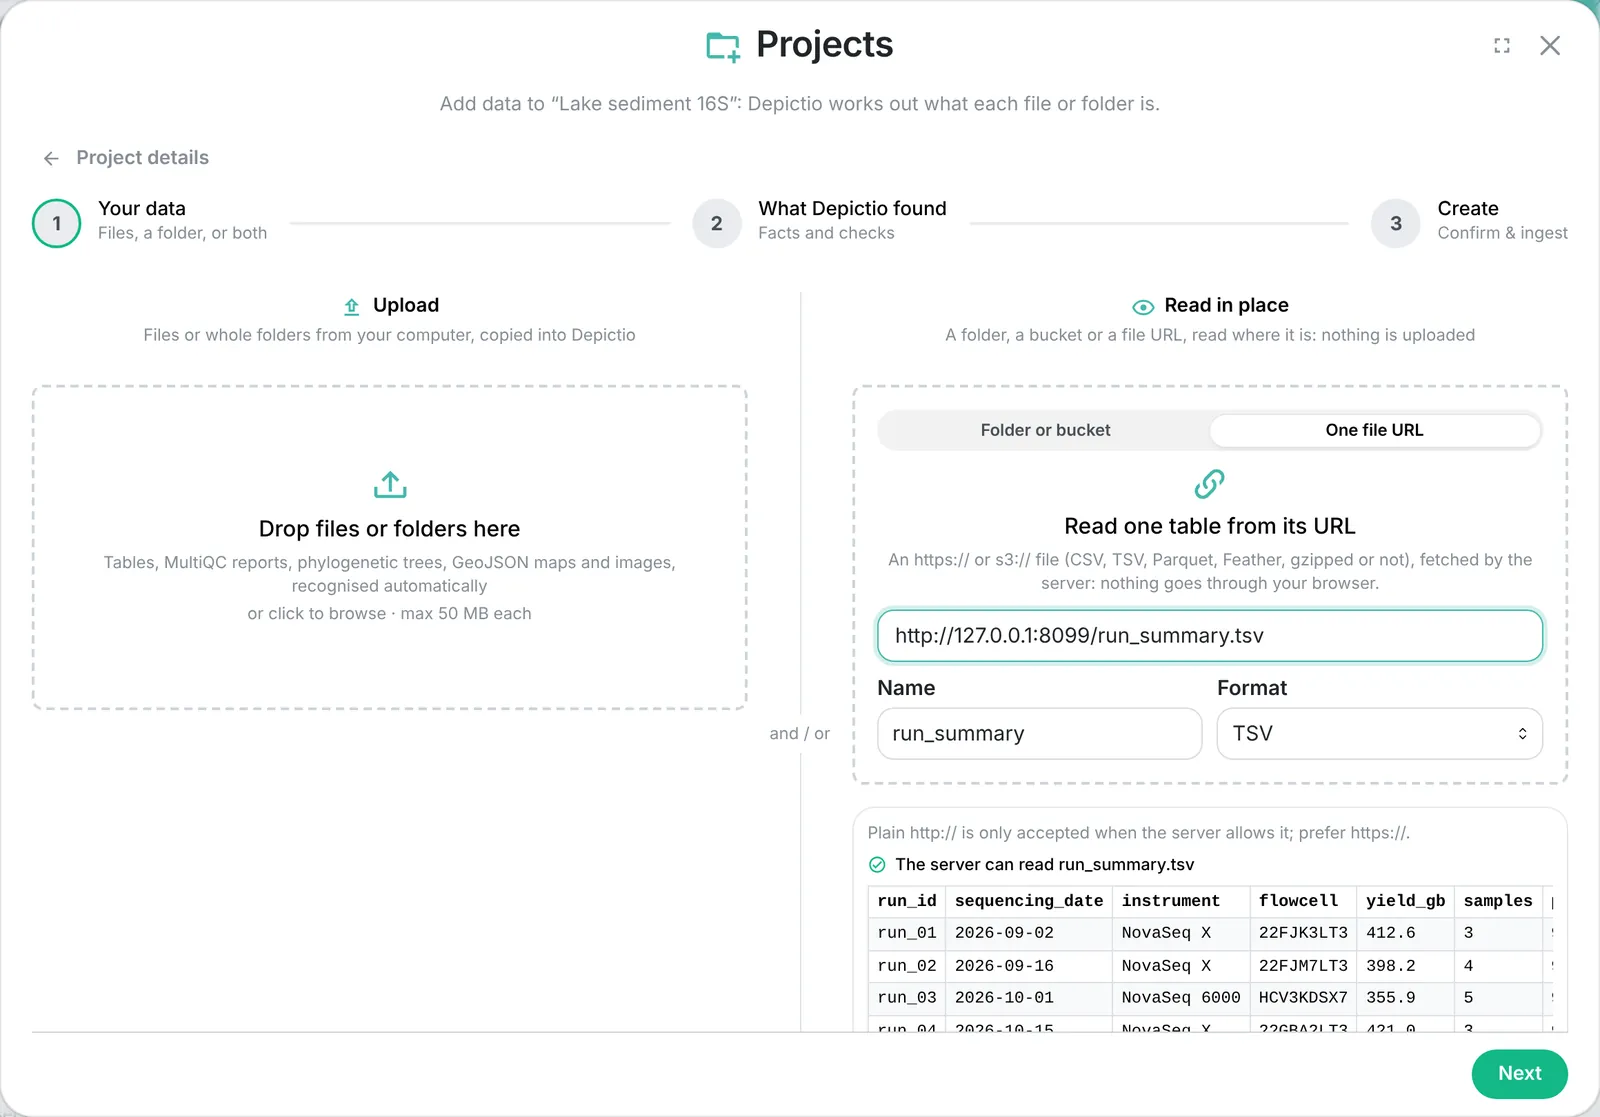 Projects
Add data to “Lake sediment 16S”: Depictio works out what each file or folder is.
← Project details
1
Your data
Files, a folder, or both
2
What Depictio found
Facts and checks
3
Create
Confirm & ingest
Upload
Files or whole folders from your computer, copied into Depictio
Drop files or folders here
Tables, MultiQC reports, phylogenetic trees, GeoJSON maps and images,
recognised automatically
or click to browse · max 50 MB each
and / or
Read in place
A folder, a bucket or a file URL, read where it is: nothing is uploaded
Folder or bucket One file URL
Read one table from its URL
An https:// or s3:// file (CSV, TSV, Parquet, Feather, gzipped or not), fetched by the
server: nothing goes through your browser.
http://127.0.0.1:8099/run_summary.tsv
Name Format
run_summary TSV
Plain http:// is only accepted when the server allows it; prefer https://.
The server can read run_summary.tsv
run_id sequencing_date instrument flowcell yield_gb samples
run_01 2026-09-02 NovaSeq X 22FJK3LT3 412.6 3
run_02 2026-09-16 NovaSeq X 22FJM7LT3 398.2 4
run_03 2026-10-01 NovaSeq 6000 HCV3KDSX7 355.9 5
run_04 2026-10-15 NovaSeq X 22GBA2LT3 421.0 3
Next